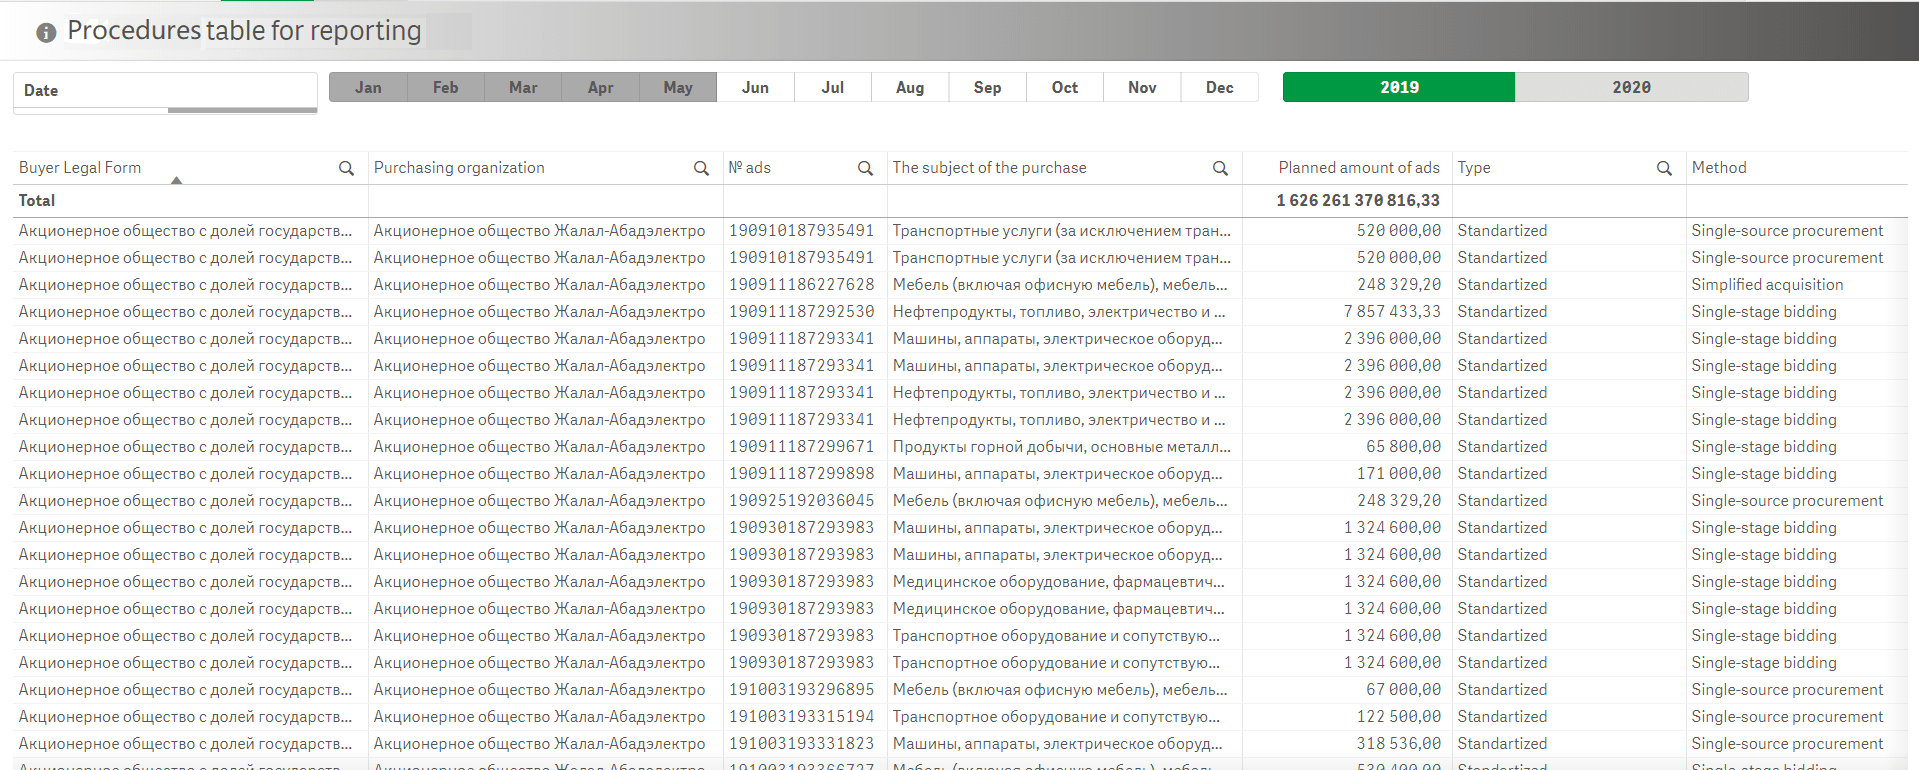 Procedures table for reporting
Date Jan Feb Mar Apr May Jun Jul Aug Sep Oct Nov Dec 2019 2020
Buyer Legal Form Purchasing organization № ads The subject of the purchase Planned amount of ads Type Method
Total 1 626 261 370 816,33
Акционерное общество с долей государств... Акционерное общество Жалал-Абадэлектро 190910187935491 Транспортные услуги (за исключением тран... 520 000,00 Standartized Single-source procurement
Акционерное общество с долей государств... Акционерное общество Жалал-Абадэлектро 190910187935491 Транспортные услуги (за исключением тран... 520 000,00 Standartized Single-source procurement
Акционерное общество с долей государств... Акционерное общество Жалал-Абадэлектро 190911186227628 Мебель (включая офисную мебель), мебель... 248 329,20 Standartized Simplified acquisition
Акционерное общество с долей государств... Акционерное общество Жалал-Абадэлектро 190911187292530 Нефтепродукты, топливо, электричество и ... 7 857 433,33 Standartized Single-stage bidding
Акционерное общество с долей государств... Акционерное общество Жалал-Абадэлектро 190911187293341 Машины, аппараты, электрическое оборуд... 2 396 000,00 Standartized Single-stage bidding
Акционерное общество с долей государств... Акционерное общество Жалал-Абадэлектро 190911187293341 Машины, аппараты, электрическое оборуд... 2 396 000,00 Standartized Single-stage bidding
Акционерное общество с долей государств... Акционерное общество Жалал-Абадэлектро 190911187293341 Нефтепродукты, топливо, электричество и ... 2 396 000,00 Standartized Single-stage bidding
Акционерное общество с долей государств... Акционерное общество Жалал-Абадэлектро 190911187293341 Нефтепродукты, топливо, электричество и ... 2 396 000,00 Standartized Single-stage bidding
Акционерное общество с долей государств... Акционерное общество Жалал-Абадэлектро 190911187299671 Продукты горной добычи, основные металл... 65 800,00 Standartized Single-stage bidding
Акционерное общество с долей государств... Акционерное общество Жалал-Абадэлектро 190911187299898 Машины, аппараты, электрическое оборуд... 171 000,00 Standartized Single-stage bidding
Акционерное общество с долей государств... Акционерное общество Жалал-Абадэлектро 190925192036045 Мебель (включая офисную мебель), мебель... 248 329,20 Standartized Single-source procurement
Акционерное общество с долей государств... Акционерное общество Жалал-Абадэлектро 190930187293983 Машины, аппараты, электрическое оборуд... 1 324 600,00 Standartized Single-stage bidding
Акционерное общество с долей государств... Акционерное общество Жалал-Абадэлектро 190930187293983 Машины, аппараты, электрическое оборуд... 1 324 600,00 Standartized Single-stage bidding
Акционерное общество с долей государств... Акционерное общество Жалал-Абадэлектро 190930187293983 Медицинское оборудование, фармацевтич... 1 324 600,00 Standartized Single-stage bidding
Акционерное общество с долей государств... Акционерное общество Жалал-Абадэлектро 190930187293983 Медицинское оборудование, фармацевтич... 1 324 600,00 Standartized Single-stage bidding
Акционерное общество с долей государств... Акционерное общество Жалал-Абадэлектро 190930187293983 Транспортное оборудование и сопутствую... 1 324 600,00 Standartized Single-stage bidding
Акционерное общество с долей государств... Акционерное общество Жалал-Абадэлектро 190930187293983 Транспортное оборудование и сопутствую... 1 324 600,00 Standartized Single-stage bidding
Акционерное общество с долей государств... Акционерное общество Жалал-Абадэлектро 191003193296895 Мебель (включая офисную мебель), мебель... 67 000,00 Standartized Single-source procurement
Акционерное общество с долей государств... Акционерное общество Жалал-Абадэлектро 191003193315194 Транспортное оборудование и сопутствую... 122 500,00 Standartized Single-source procurement
Акционерное общество с долей государств... Акционерное общество Жалал-Абадэлектро 191003193331823 Машины, аппараты, электрическое оборуд... 318 536,00 Standartized Single-source procurement